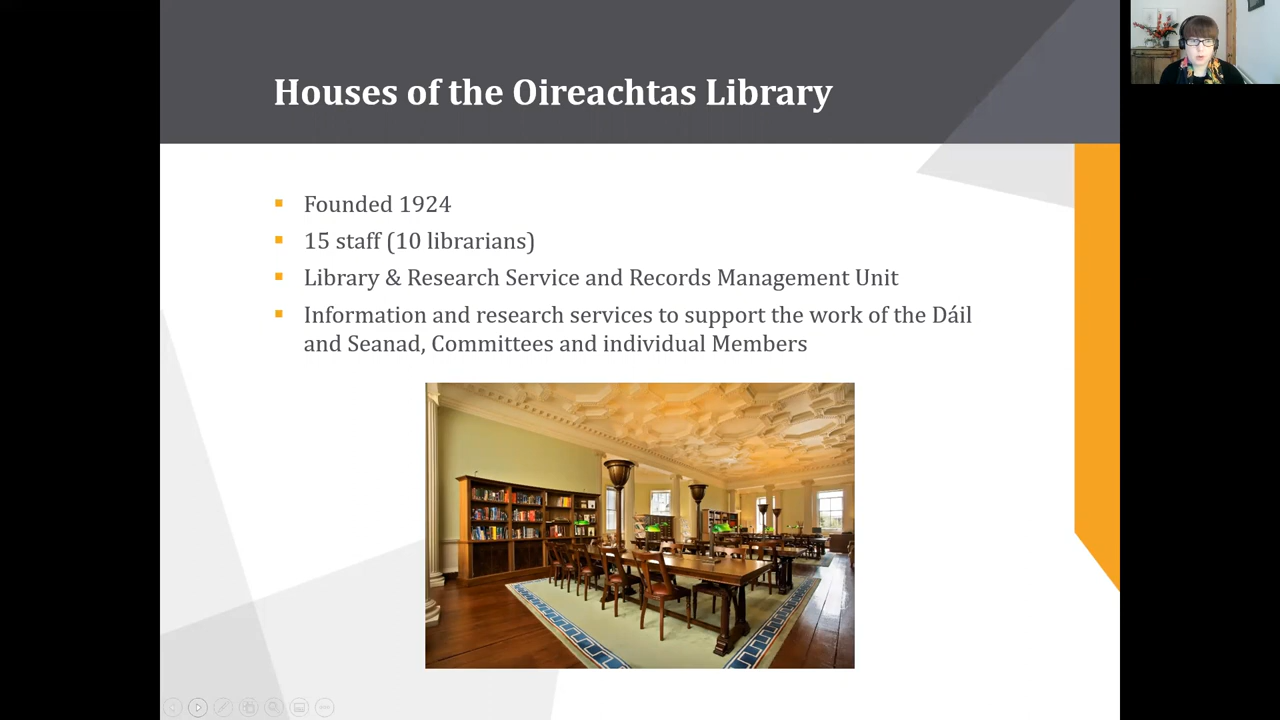 Houses of the Oireachtas Library
Founded 1924
15 staff (10 librarians)
Library & Research Service and Records Management Unit
Information and research services to support the work of the Dáil
and Seanad, Committees and individual Members